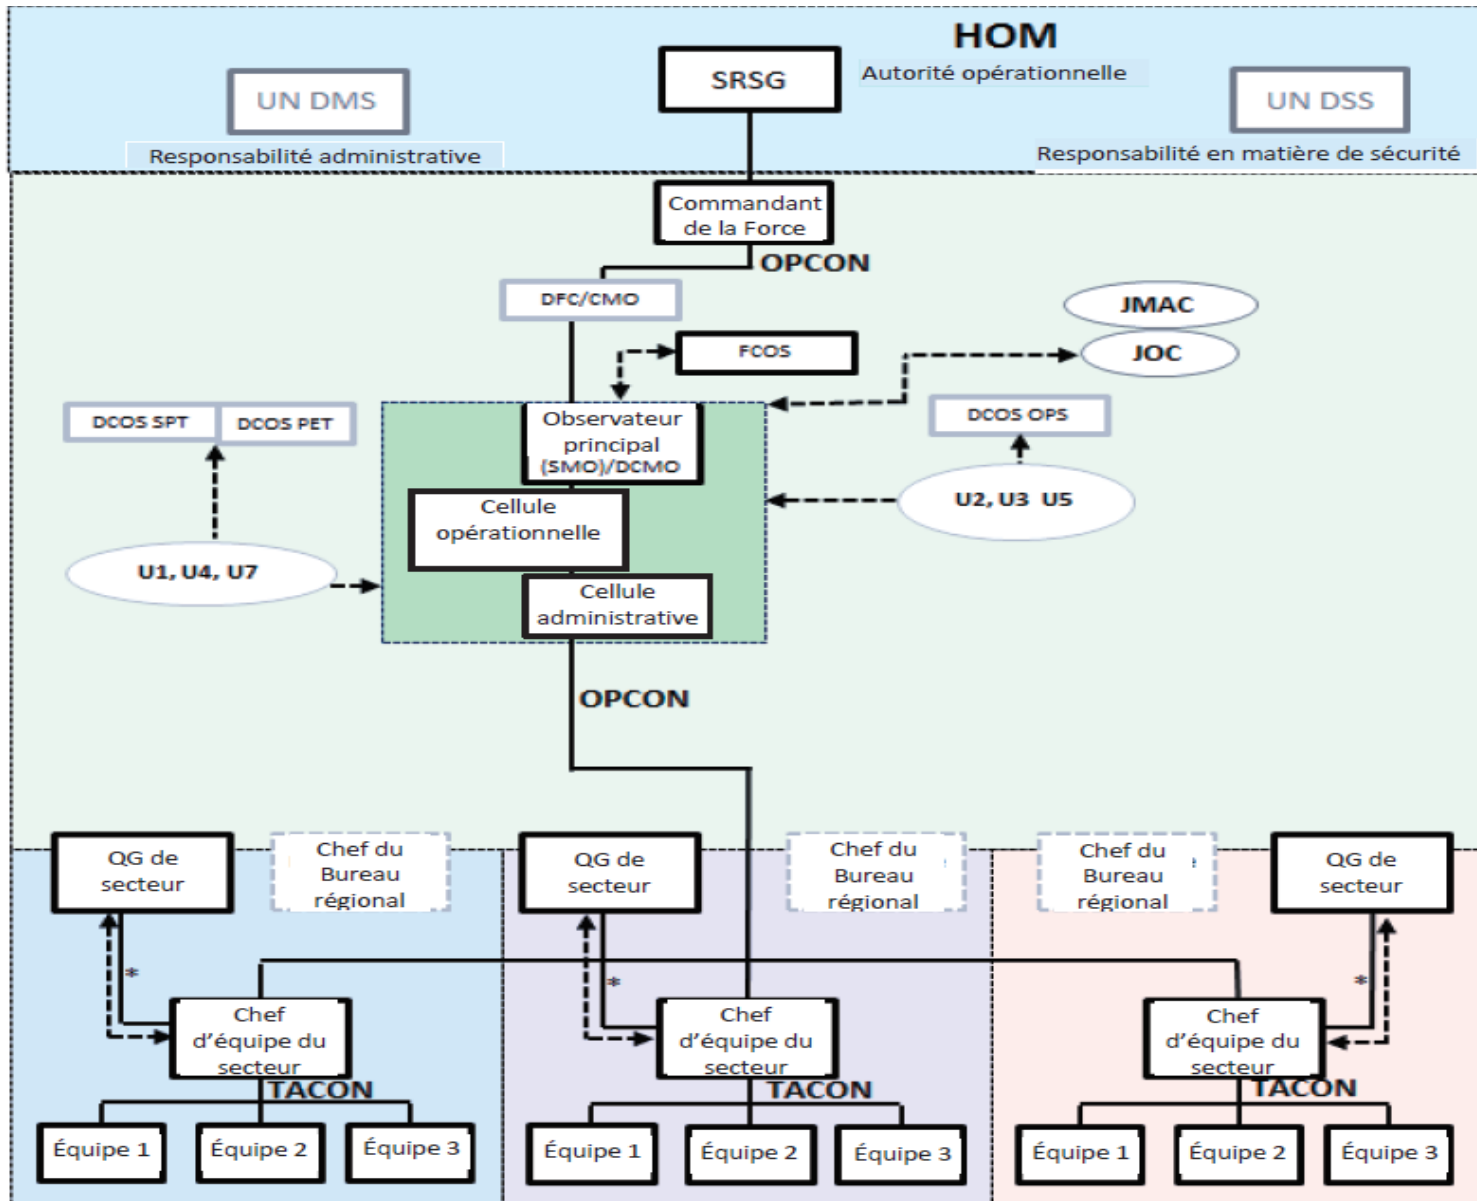 HOM
SRSG
Autorité opérationnelle
UN DMS
UN DSS
Responsabilité administrative
Responsabilité en matière de sécurité
Commandant
de la Force
OPCON
DFC/CMO
JMAC
FCOS
JOC
DCOS SPT
DCOS PET
Observateur
principal
(SMO)/DCMO
DCOS OPS
Cellule
opérationnelle
U2, U3 U5
U1, U4, U7
Cellule
administrative
OPCON
QG de
secteur
Chef du
Bureau
régional
QG de
secteur
Chef du
Bureau
régional
Chef du
Bureau
régional
QG de
secteur
*
*
*
Chef
d’équipe du
secteur
Chef
d’équipe du
secteur
Chef
d’équipe du
secteur
TACON
TACON
TACON
Équipe 1
Équipe 2
Équipe 3
Équipe 1
Équipe 2
Équipe 3
Équipe 1
Équipe 2
Équipe 3